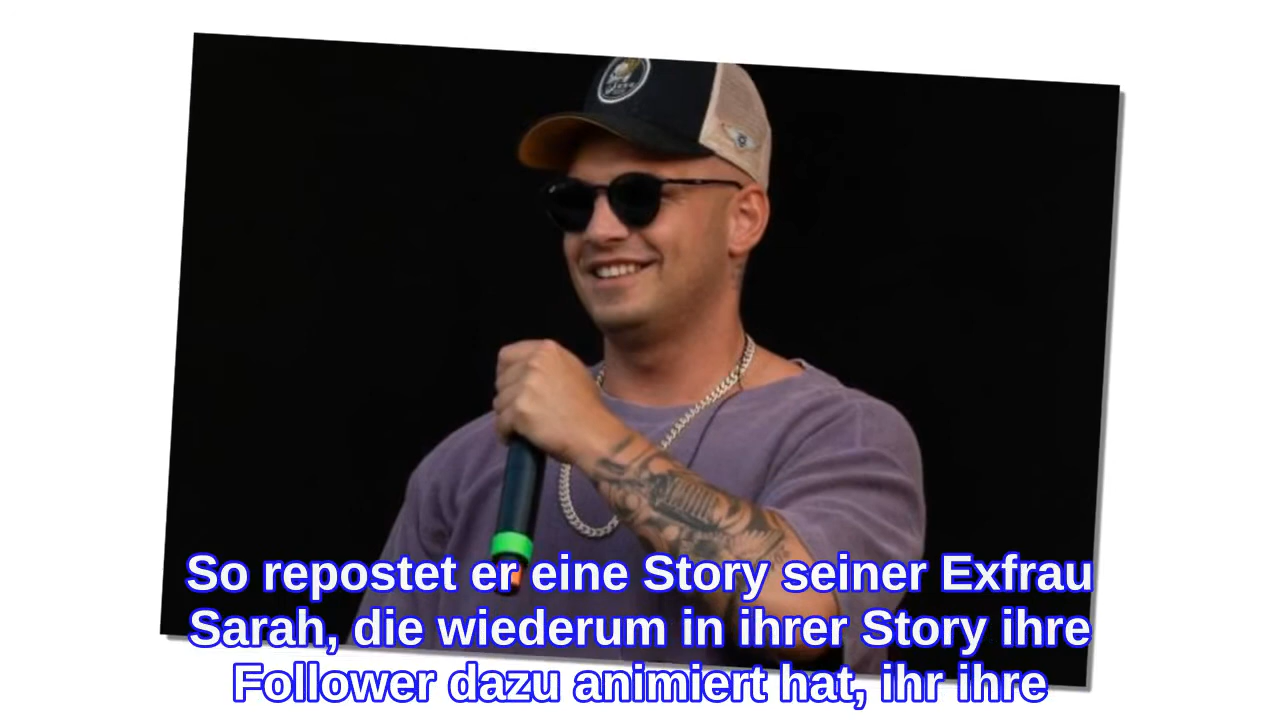 So repostet er eine Story seiner Exfrau
Sarah, die wiederum in ihrer Story ihre
Follower dazu animiert hat, ihr ihre